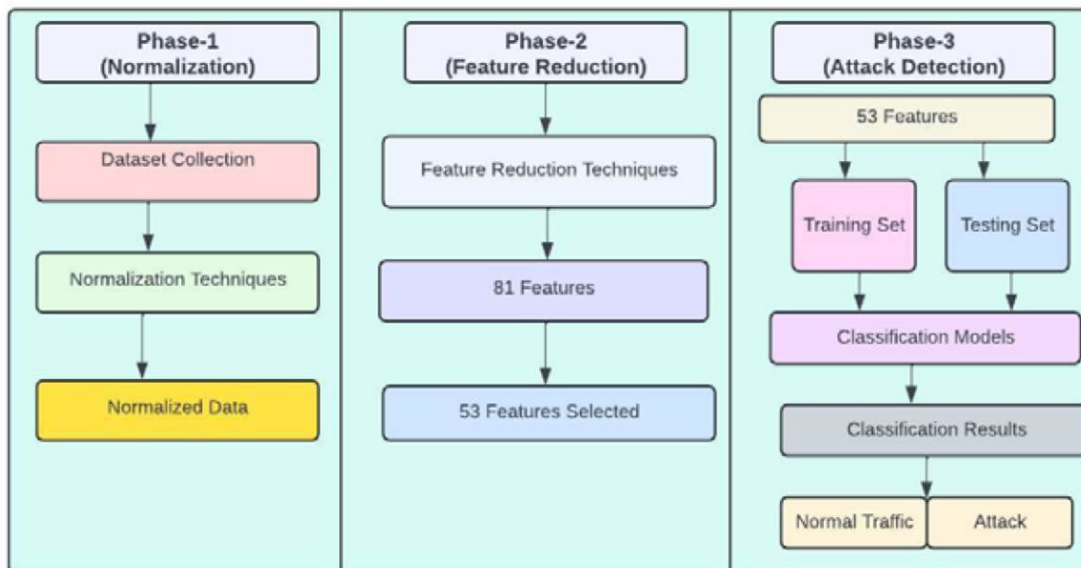 Phase-1
(Normalization)
Dataset Collection
Normalization Techniques
Normalized Data
Phase-2
(Feature Reduction)
Feature Reduction Techniques
81 Features
53 Features Selected
Phase-3
(Attack Detection)
53 Features
Training Set
Testing Set
Classification Models
Classification Results
Normal Traffic
Attack